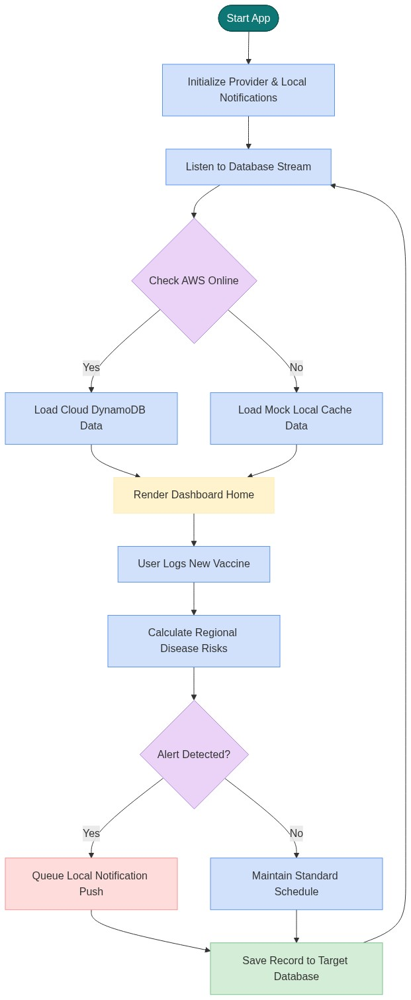 Start App
Initialize Provider & Local
Notifications
Listen to Database Stream
Check AWS Online
Yes
No
Load Cloud DynamoDB
Data
Load Mock Local Cache
Data
Render Dashboard Home
User Logs New Vaccine
Calculate Regional
Disease Risks
Alert Detected?
Yes
No
Queue Local Notification
Push
Maintain Standard
Schedule
Save Record to Target
Database